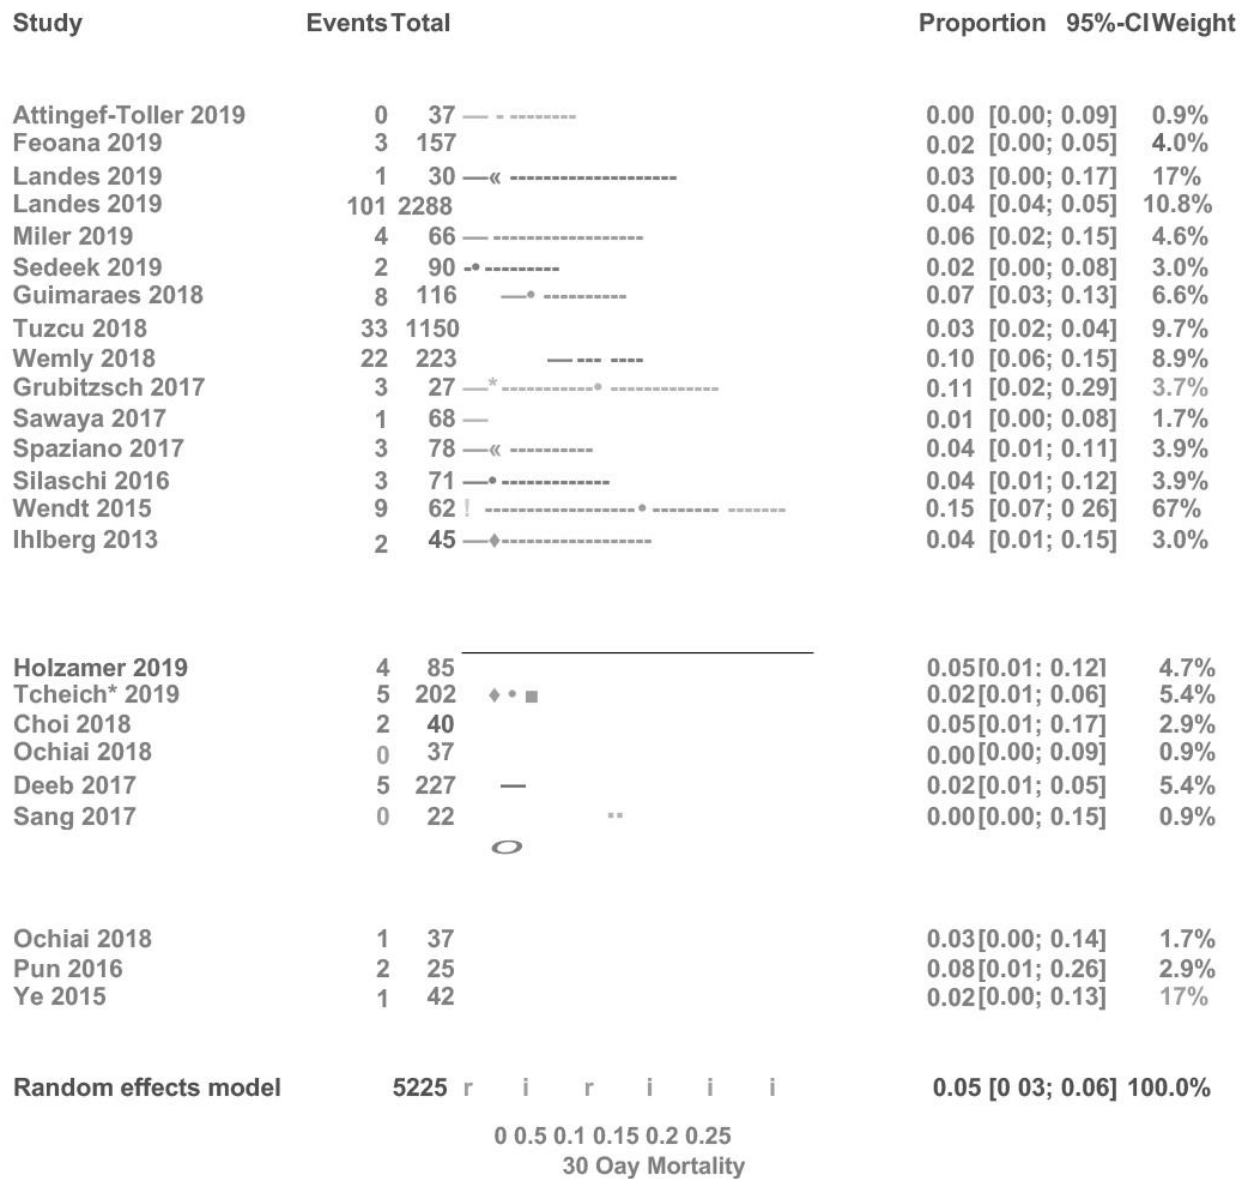 Study Events Total Proportion 95%-CI Weight
Attingef-Toller 2019 0 37 0.00 [0.00; 0.09] 0.9%
Feoana 2019 3 157 0.02 [0.00; 0.05] 4.0%
Landes 2019 1 30 0.03 [0.00; 0.17] 17%
Landes 2019 101 2288 0.04 [0.04; 0.05] 10.8%
Miler 2019 4 66 0.06 [0.02; 0.15] 4.6%
Sedeek 2019 2 90 0.02 [0.00; 0.08] 3.0%
Guimaraes 2018 8 116 0.07 [0.03; 0.13] 6.6%
Tuzcu 2018 33 1150 0.03 [0.02; 0.04] 9.7%
Wemly 2018 22 223 0.10 [0.06; 0.15] 8.9%
Grubitzsch 2017 3 27 0.11 [0.02; 0.29] 3.7%
Sawaya 2017 1 68 0.01 [0.00; 0.08] 1.7%
Spaziano 2017 3 78 0.04 [0.01; 0.11] 3.9%
Silaschi 2016 3 71 0.04 [0.01; 0.12] 3.9%
Wendt 2015 9 62 0.15 [0.07; 0 26] 67%
Ihlberg 2013 2 45 0.04 [0.01; 0.15] 3.0%
Holzamer 2019 4 85 0.05 [0.01: 0.12] 4.7%
Tcheich* 2019 5 202 0.02 [0.01; 0.06] 5.4%
Choi 2018 2 40 0.05 [0.01; 0.17] 2.9%
Ochiai 2018 0 37 0.00 [0.00; 0.09] 0.9%
Deeb 2017 5 227 0.02 [0.01; 0.05] 5.4%
Sang 2017 0 22 0.00 [0.00; 0.15] 0.9%
Ochiai 2018 1 37 0.03 [0.00; 0.14] 1.7%
Pun 2016 2 25 0.08 [0.01; 0.26] 2.9%
Ye 2015 1 42 0.02 [0.00; 0.13] 17%
Random effects model 5225 r i r i i i 0.05 [0 03; 0.06] 100.0%
0 0.5 0.1 0.15 0.2 0.25
30 Oay Mortality